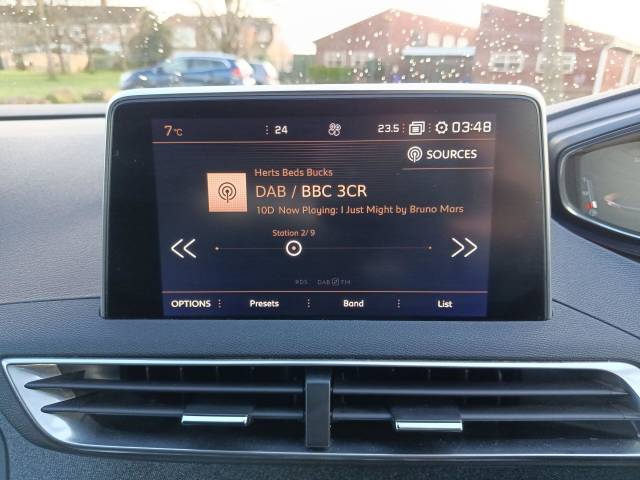 7°C 24 23.5 03:48
SOURCES
Herts Beds Bucks
DAB / BBC 3CR
10D Now Playing: I Just Might by Bruno Mars
Station 2/ 9
RDS DAB FM
OPTIONS Presets Band List